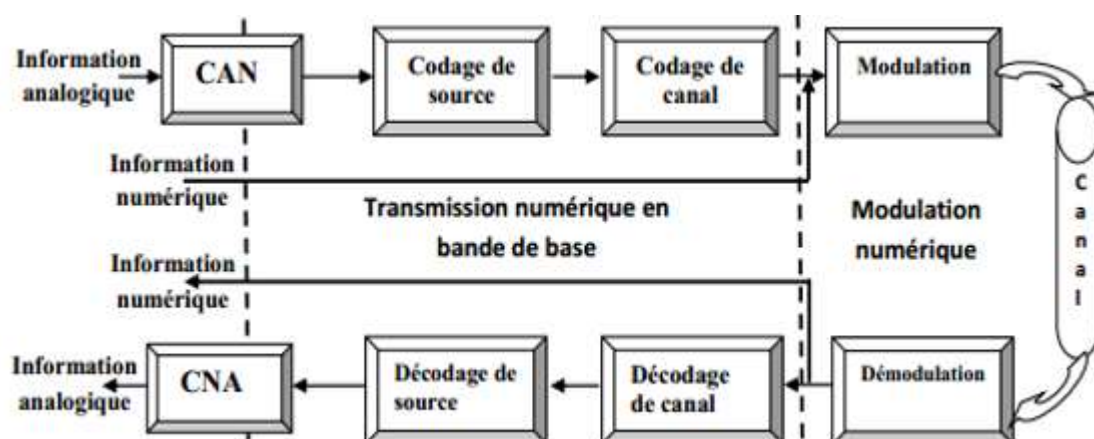 Information
analogique
CAN
Codage de
source
Codage de
canal
Modulation
Information
numérique
Transmission numérique en
bande de base
Modulation
numérique
Canal
Information
numérique
Information
analogique
CNA
Décodage de
source
Décodage
de canal
Démodulation